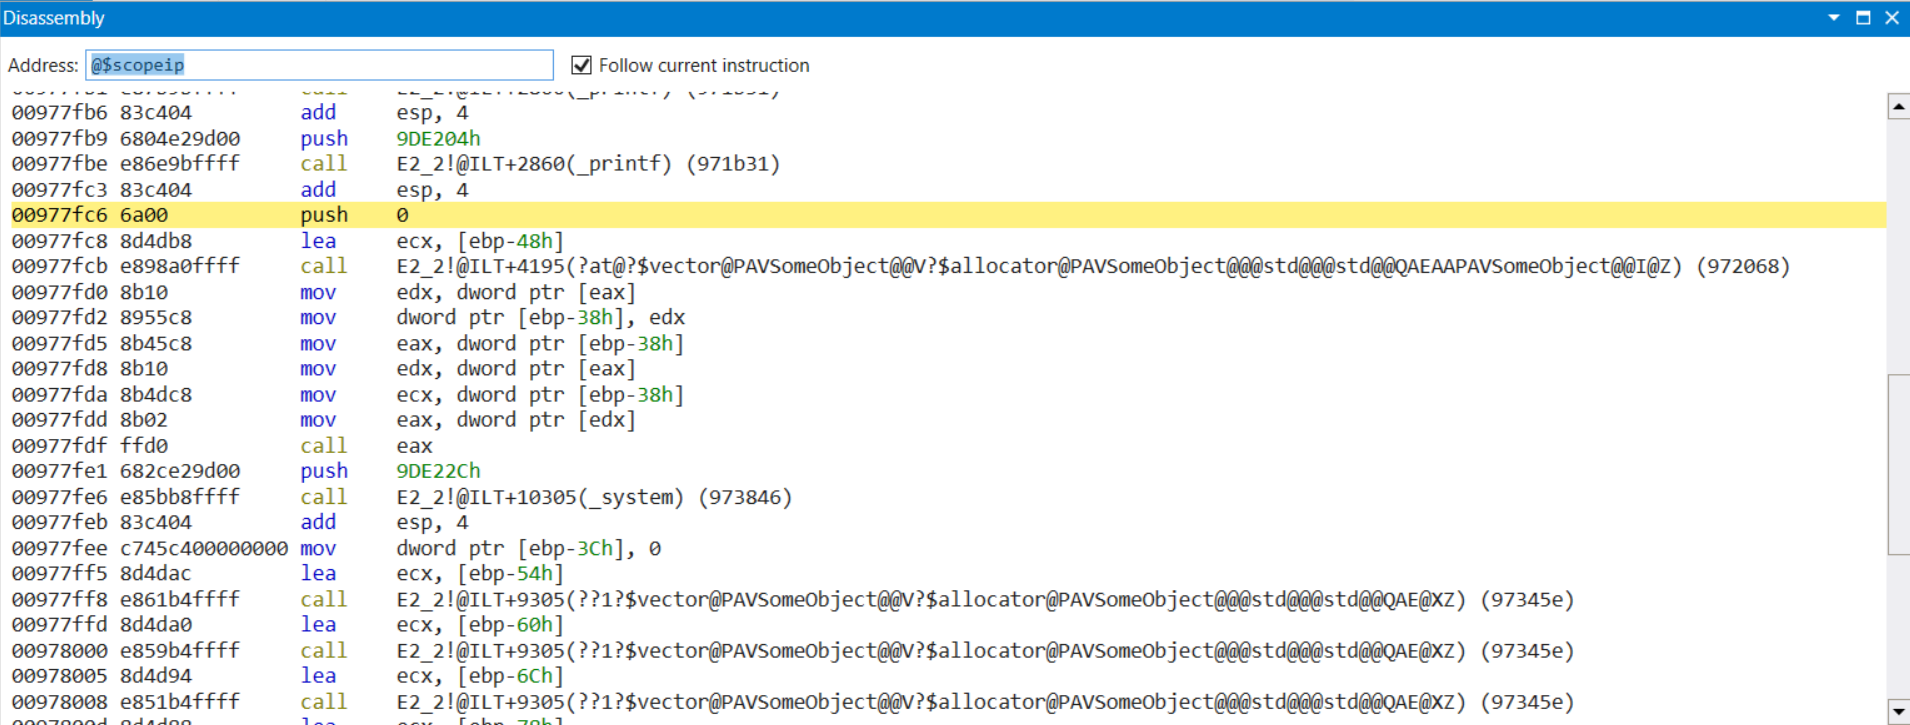 Disassembly
Address: @$scopeip Follow current instruction
00977fb6 83c404 add esp, 4
00977fb9 6804e29d00 push 9DE204h
00977fbe e86e9bffff call E2_2!@ILT+2860(_printf) (971b31)
00977fc3 83c404 add esp, 4
00977fc6 6a00 push 0
00977fc8 8d4db8 lea ecx, [ebp-48h]
00977fcb e898a0ffff call E2_2!@ILT+4195(?at@?$vector@PAVSomeObject@@V?$allocator@PAVSomeObject@@@std@@@std@@QAEAAPAVSomeObject@@I@Z) (972068)
00977fd0 8b10 mov edx, dword ptr [eax]
00977fd2 8955c8 mov dword ptr [ebp-38h], edx
00977fd5 8b45c8 mov eax, dword ptr [ebp-38h]
00977fd8 8b10 mov edx, dword ptr [eax]
00977fda 8b4dc8 mov ecx, dword ptr [ebp-38h]
00977fdd 8b02 mov eax, dword ptr [edx]
00977fdf ffd0 call eax
00977fe1 682ce29d00 push 9DE22Ch
00977fe6 e85bb8ffff call E2_2!@ILT+10305(_system) (973846)
00977feb 83c404 add esp, 4
00977fee c745c400000000 mov dword ptr [ebp-3Ch], 0
00977ff5 8d4dac lea ecx, [ebp-54h]
00977ff8 e861b4ffff call E2_2!@ILT+9305(??1?$vector@PAVSomeObject@@V?$allocator@PAVSomeObject@@@std@@@std@@QAE@XZ) (97345e)
00977ffd 8d4da0 lea ecx, [ebp-60h]
00978000 e859b4ffff call E2_2!@ILT+9305(??1?$vector@PAVSomeObject@@V?$allocator@PAVSomeObject@@@std@@@std@@QAE@XZ) (97345e)
00978005 8d4d94 lea ecx, [ebp-6Ch]
00978008 e851b4ffff call E2_2!@ILT+9305(??1?$vector@PAVSomeObject@@V?$allocator@PAVSomeObject@@@std@@@std@@QAE@XZ) (97345e)